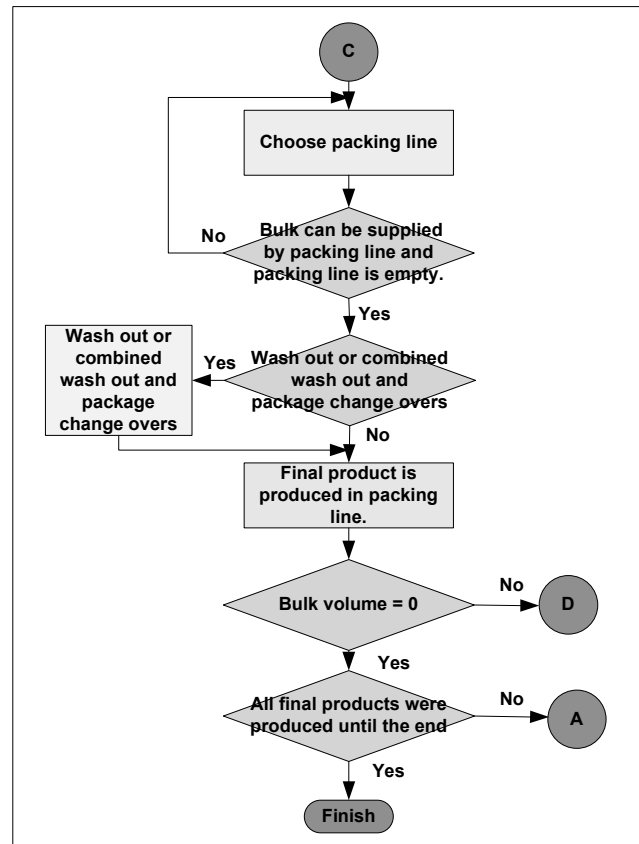 C
Choose packing line
No
Bulk can be supplied
by packing line and
packing line is empty.
Yes
Wash out or
combined
wash out and
package
change overs
Yes
Wash out or combined
wash out and
package change overs
No
Final product is
produced in packing
line.
Bulk volume = 0
No
D
Yes
All final products were
produced until the end
No
A
Yes
Finish